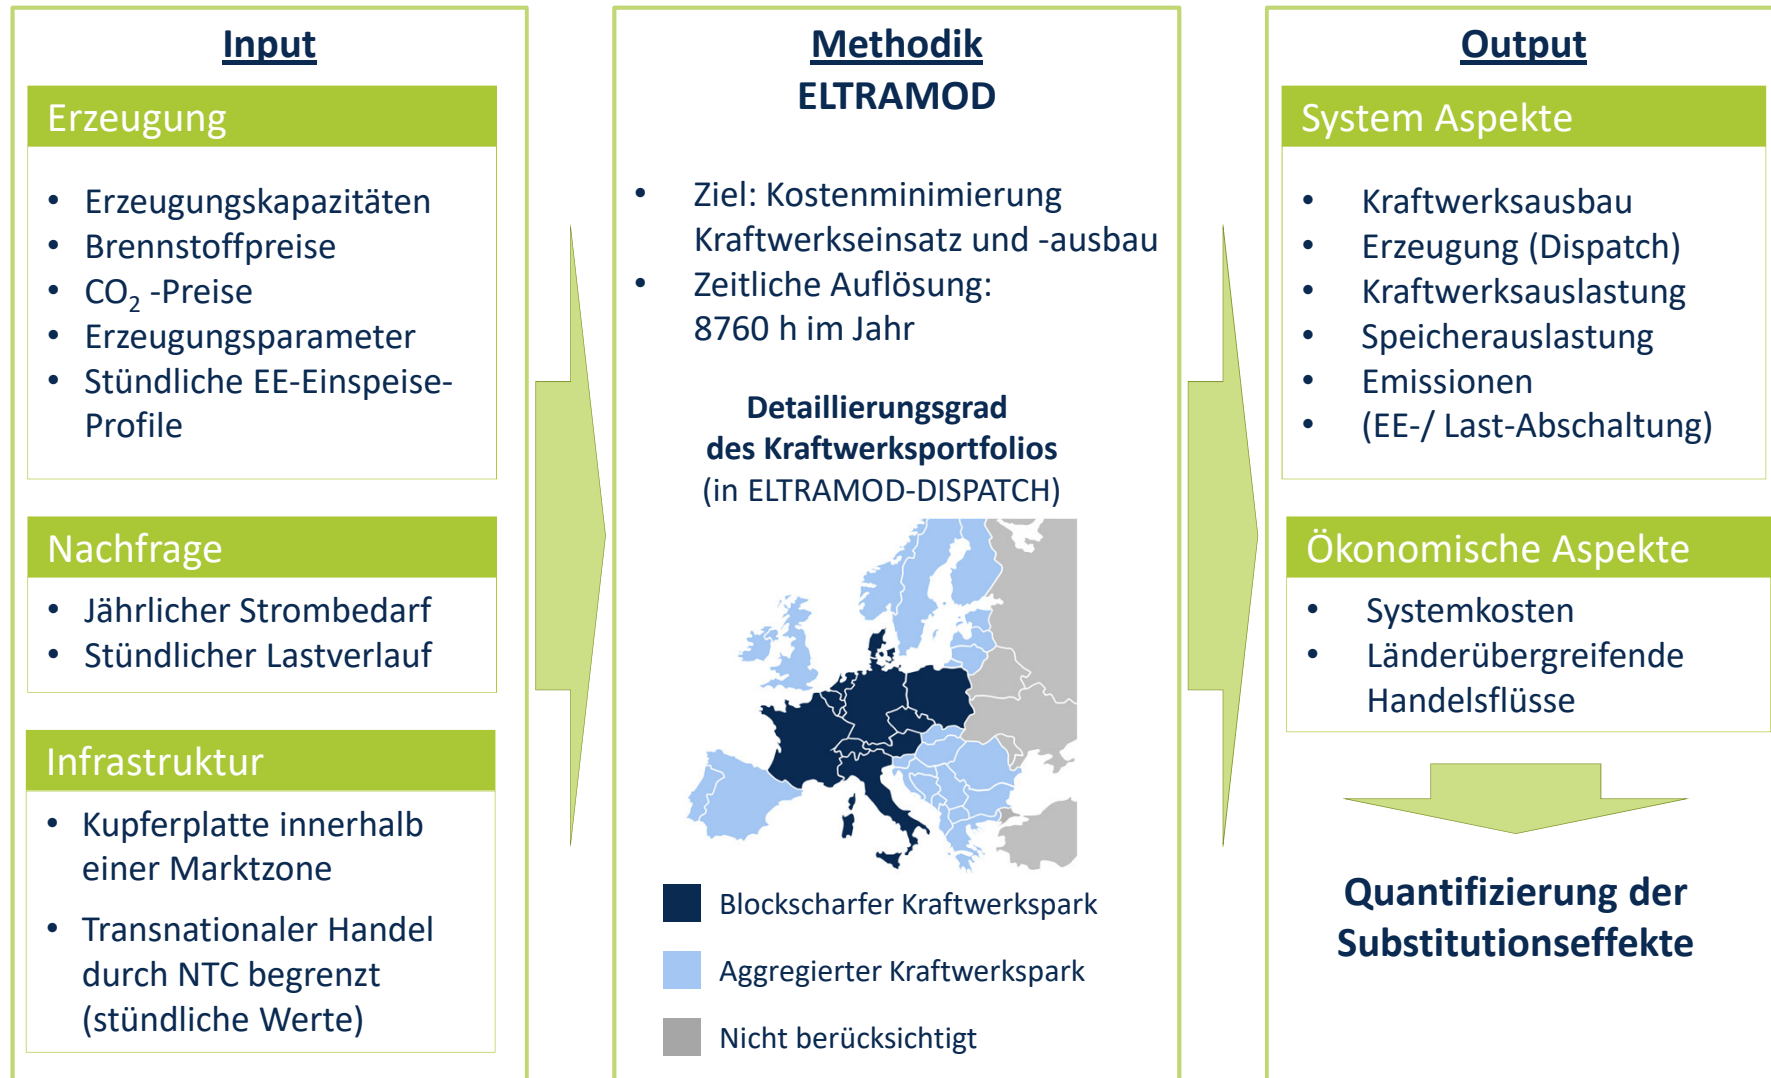 Input
Erzeugung
• Erzeugungskapazitäten
• Brennstoffpreise
• CO₂ -Preise
• Erzeugungsparameter
• Stündliche EE-Einspeise-
Profile
Nachfrage
• Jährlicher Strombedarf
• Stündlicher Lastverlauf
Infrastruktur
• Kupferplatte innerhalb
einer Marktzone
• Transnationaler Handel
durch NTC begrenzt
(stündliche Werte)
Methodik
ELTRAMOD
• Ziel: Kostenminimierung
Kraftwerkseinsatz und -ausbau
• Zeitliche Auflösung:
8760 h im Jahr
Detaillierungsgrad
des Kraftwerksportfolios
(in ELTRAMOD-DISPATCH)
Blockscharfer Kraftwerkspark
Aggregierter Kraftwerkspark
Nicht berücksichtigt
Output
System Aspekte
• Kraftwerksausbau
• Erzeugung (Dispatch)
• Kraftwerksauslastung
• Speicherauslastung
• Emissionen
• (EE-/ Last-Abschaltung)
Ökonomische Aspekte
• Systemkosten
• Länderübergreifende
Handelsflüsse
Quantifizierung der
Substitutionseffekte